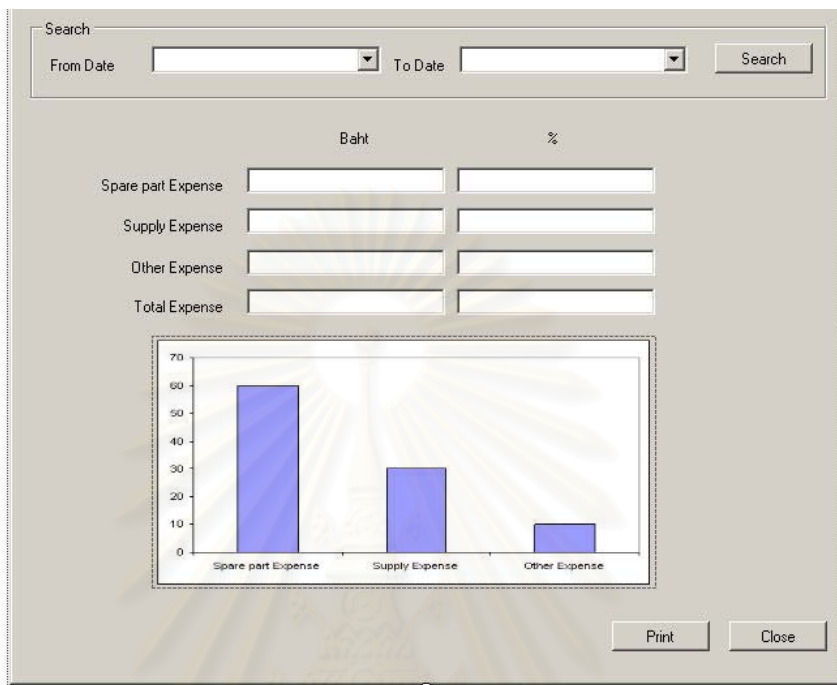 Search
From Date To Date Search
Baht %
Spare part Expense
Supply Expense
Other Expense
Total Expense
70
60
50
40
30
20
10
0
Spare part Expense Supply Expense Other Expense
Print Close